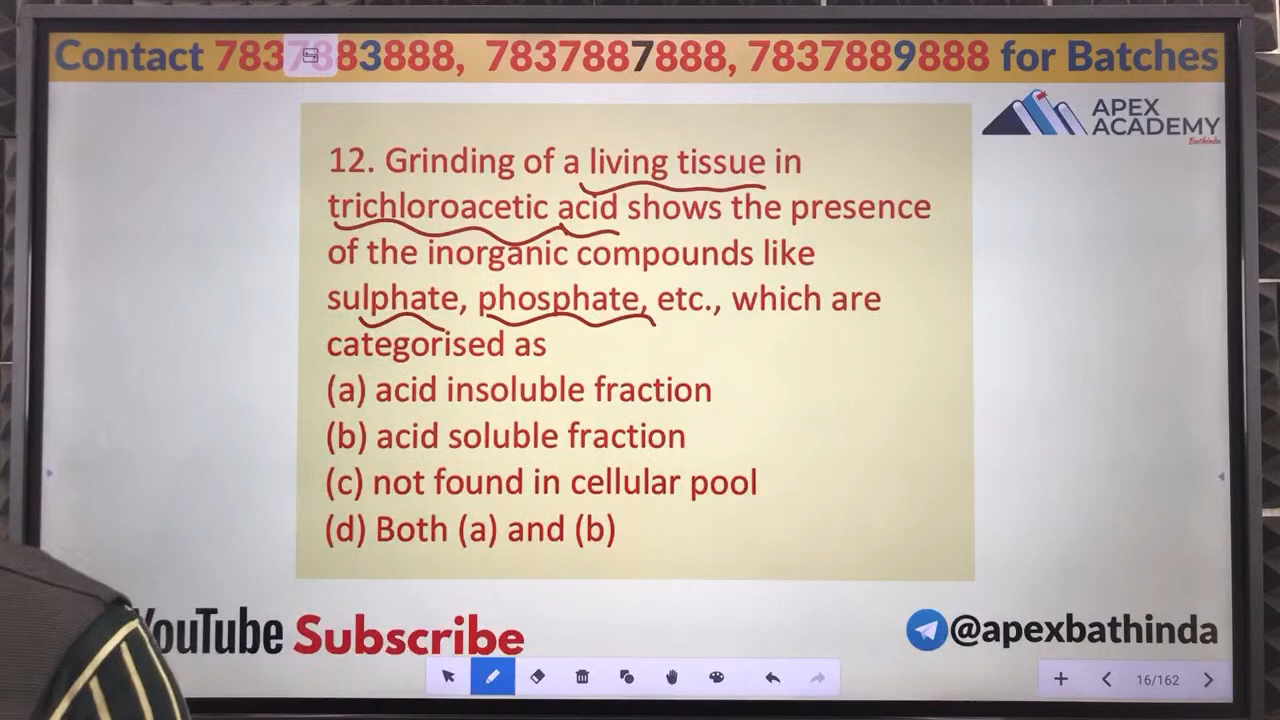 Contact 7837883888, 7837887888, 7837889888 for Batches
APEX
ACADEMY
Bathinda
12. Grinding of a living tissue in
trichloroacetic acid shows the presence
of the inorganic compounds like
sulphate, phosphate, etc., which are
categorised as
(a) acid insoluble fraction
(b) acid soluble fraction
(c) not found in cellular pool
(d) Both (a) and (b)
YouTube Subscribe
@apexbathinda
16/162